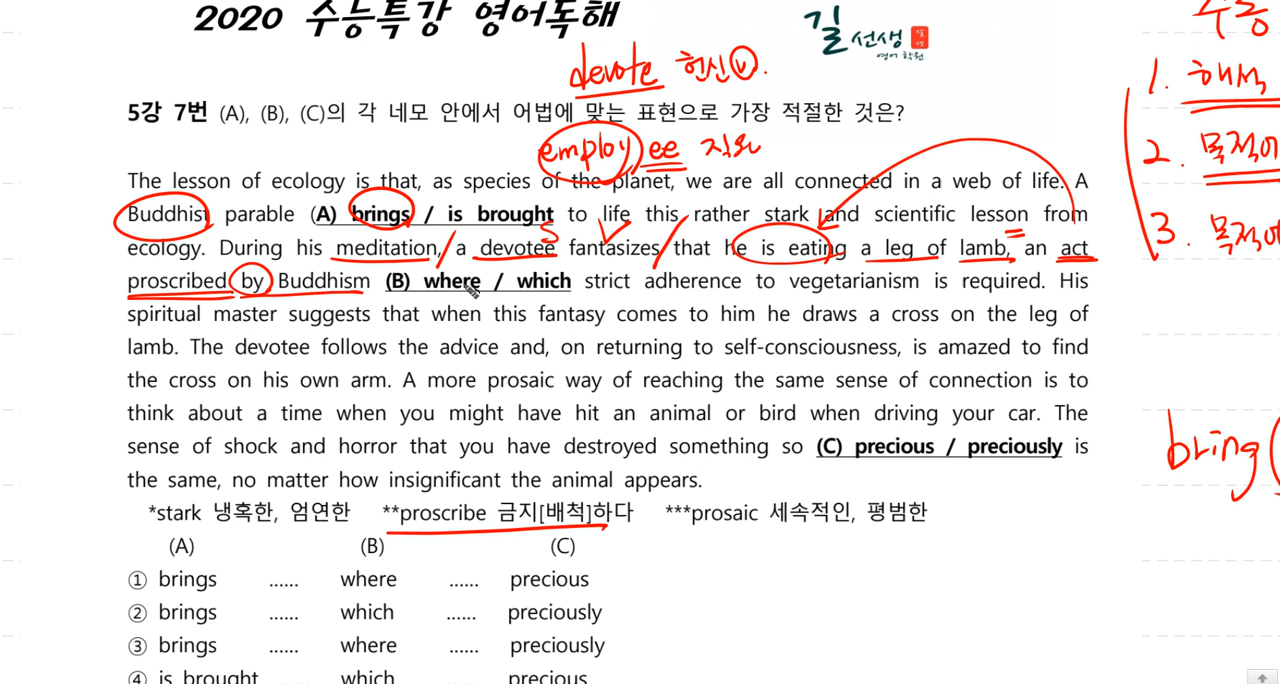 2020 수능특강 영어독해
길선생
영어 학원
수능
devote 헌신ⓥ.
1. 해석
5강 7번 (A), (B), (C)의 각 네모 안에서 어법에 맞는 표현으로 가장 적절한 것은?
employee 직원
2. 목적어
The lesson of ecology is that, as species of the planet, we are all connected in a web of life. A
Buddhist parable (A) brings / is brought to life this rather stark and scientific lesson from
S
3. 목적
ecology. During his meditation, a devotee fantasizes that he is eating a leg of lamb, an act
proscribed by Buddhism (B) where / which strict adherence to vegetarianism is required. His
spiritual master suggests that when this fantasy comes to him he draws a cross on the leg of
lamb. The devotee follows the advice and, on returning to self-consciousness, is amazed to find
the cross on his own arm. A more prosaic way of reaching the same sense of connection is to
think about a time when you might have hit an animal or bird when driving your car. The
sense of shock and horror that you have destroyed something so (C) precious / preciously is
bring
the same, no matter how insignificant the animal appears.
*stark 냉혹한, 엄연한 **proscribe 금지[배척]하다 ***prosaic 세속적인, 평범한
(A) (B) (C)
① brings ...... where ...... precious
② brings ...... which ...... preciously
③ brings ...... where ...... preciously
④ is brought ...... which ...... precious